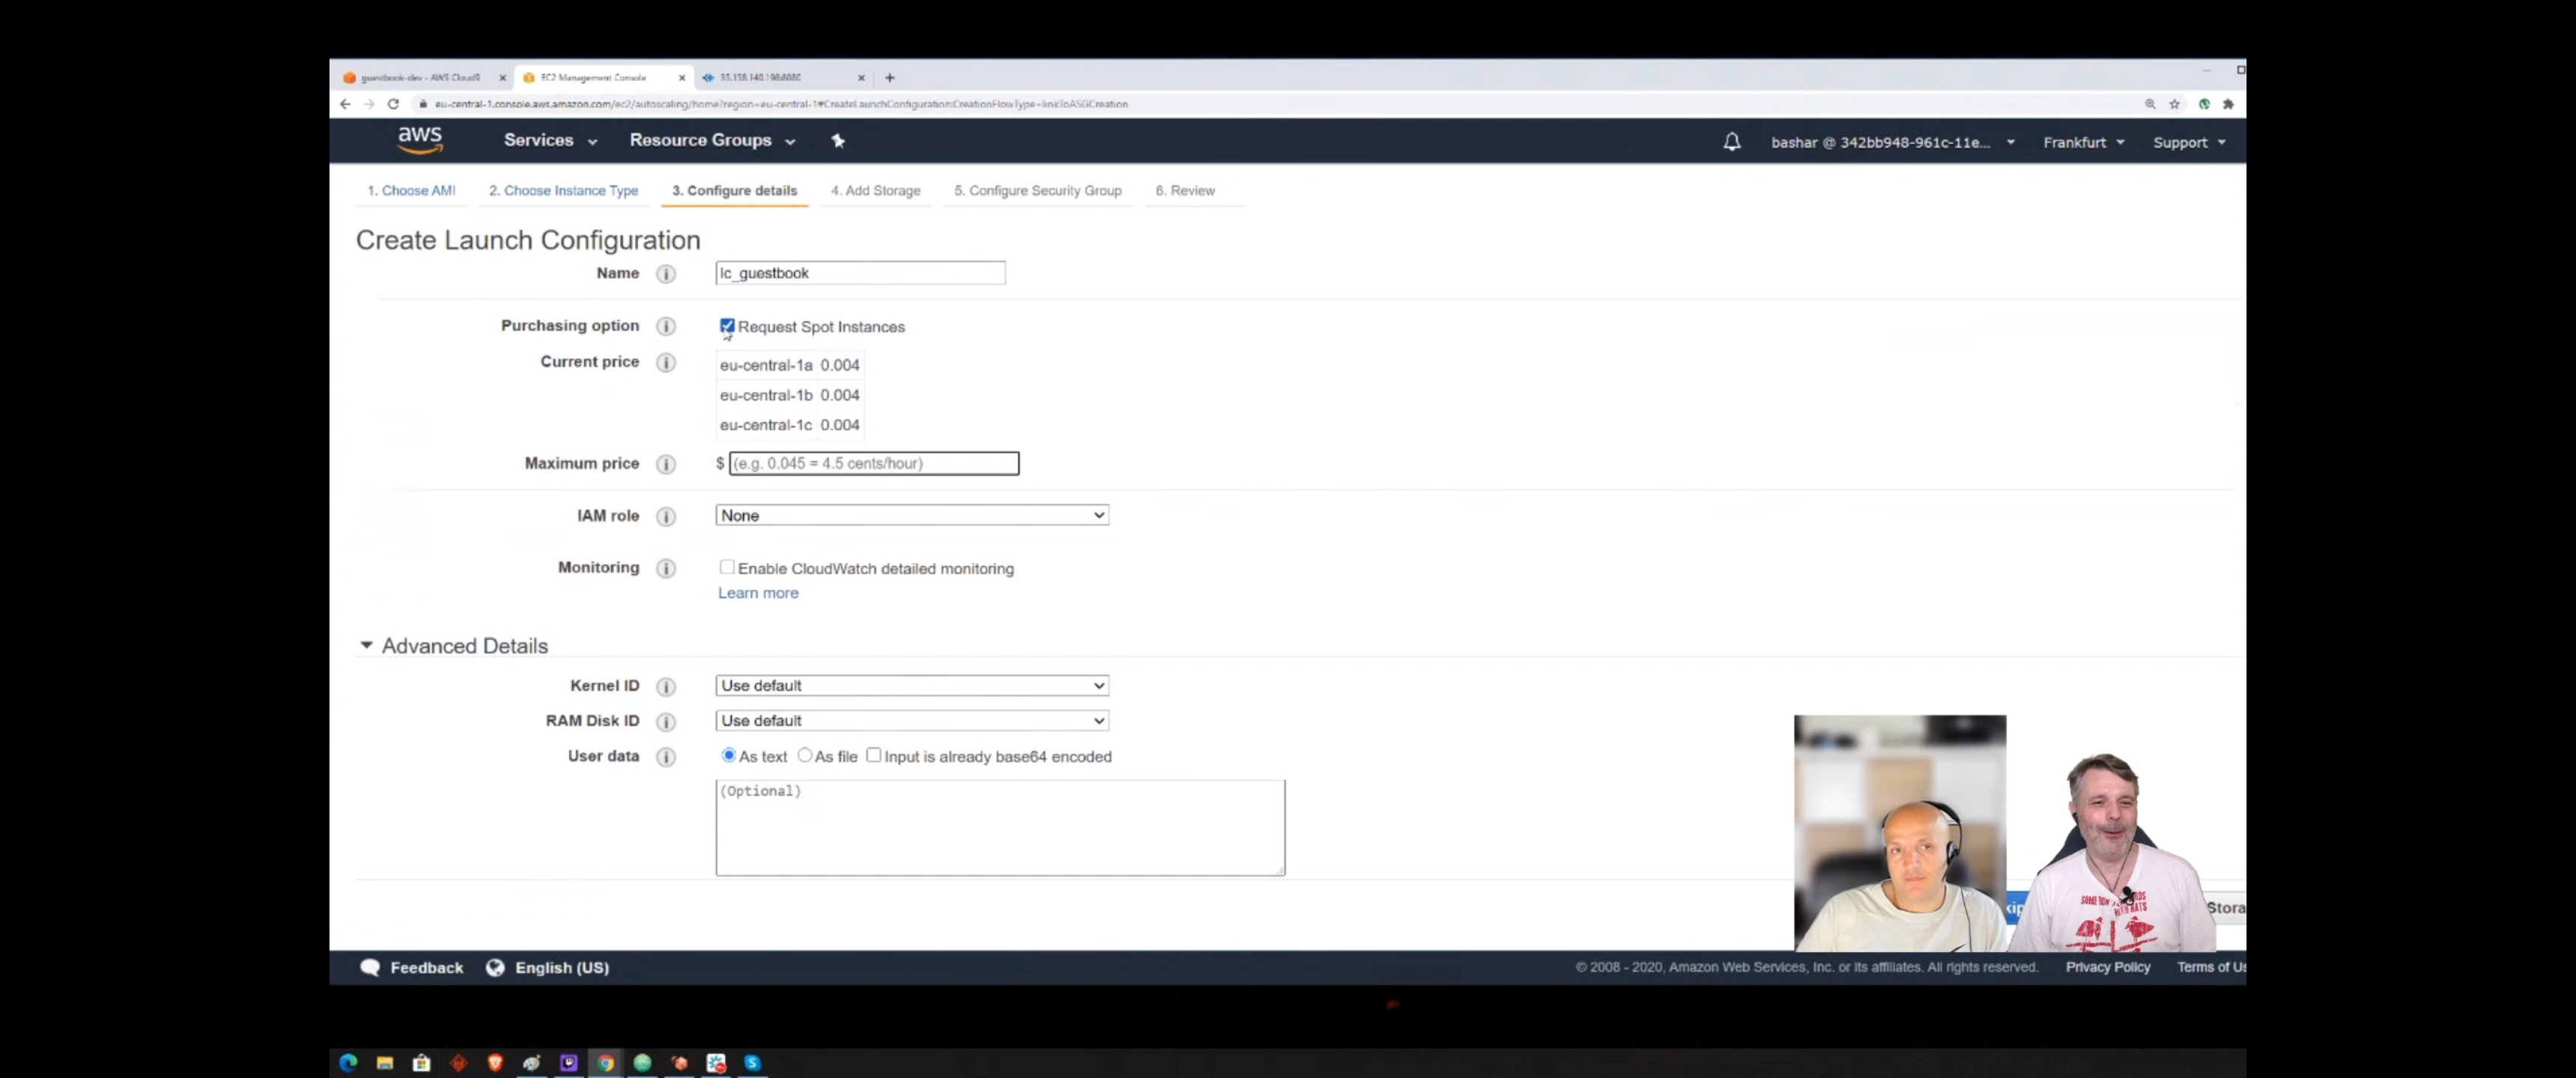 guestbook-dev - AWS Cloud9
EC2 Management Console
35.158.140.198:8080
eu-central-1.console.aws.amazon.com/ec2/autoscaling/home?region=eu-central-1#CreateLaunchConfiguration:CreationFlowType=linkToASGCreation
aws Services Resource Groups bashar @ 342bb948-961c-11e... Frankfurt Support
1. Choose AMI 2. Choose Instance Type 3. Configure details 4. Add Storage 5. Configure Security Group 6. Review
Create Launch Configuration
Name lc_guestbook
Purchasing option Request Spot Instances
Current price eu-central-1a 0.004
eu-central-1b 0.004
eu-central-1c 0.004
Maximum price $ (e.g. 0.045 = 4.5 cents/hour)
IAM role None
Monitoring Enable CloudWatch detailed monitoring
Learn more
Advanced Details
Kernel ID Use default
RAM Disk ID Use default
User data As text As file Input is already base64 encoded
(Optional)
kip Stora
Feedback English (US) © 2008 - 2020, Amazon Web Services, Inc. or its affiliates. All rights reserved. Privacy Policy Terms of Us